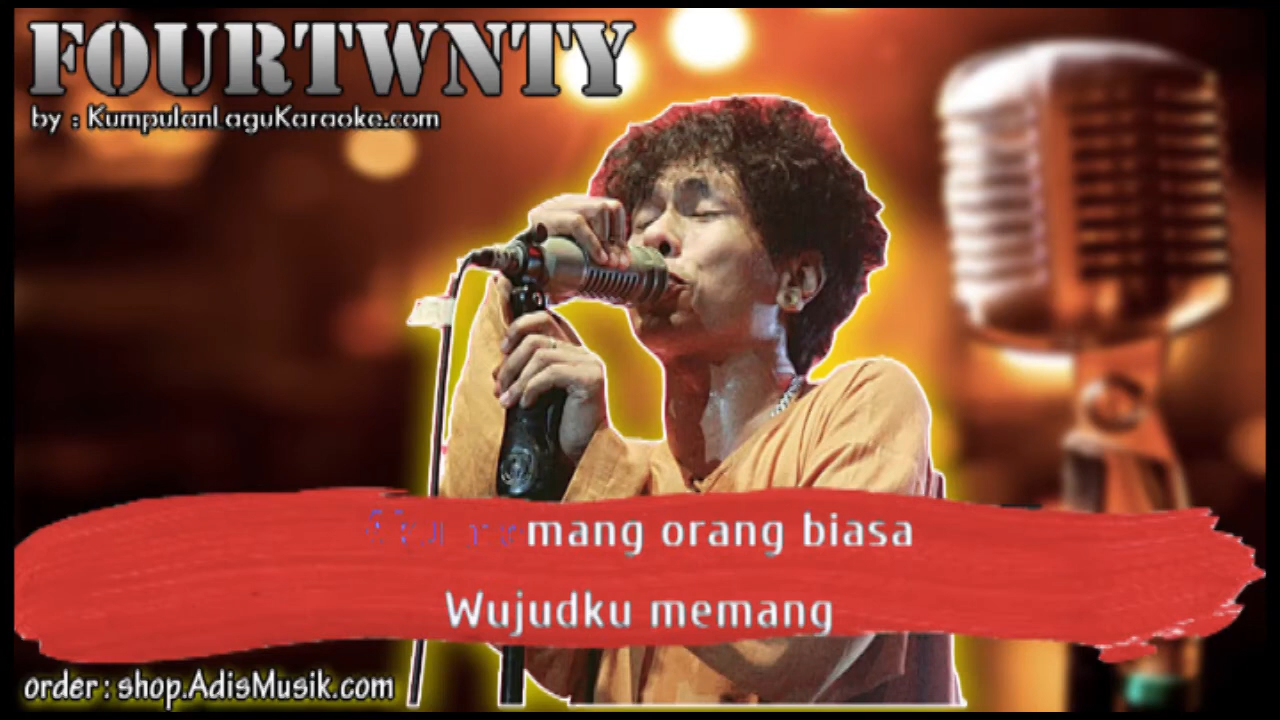 FOURTWNTY
by : KumpulanLaguKaraoke.com
mang orang biasa
Wujudku memang
order : shop.AdisMusik.com